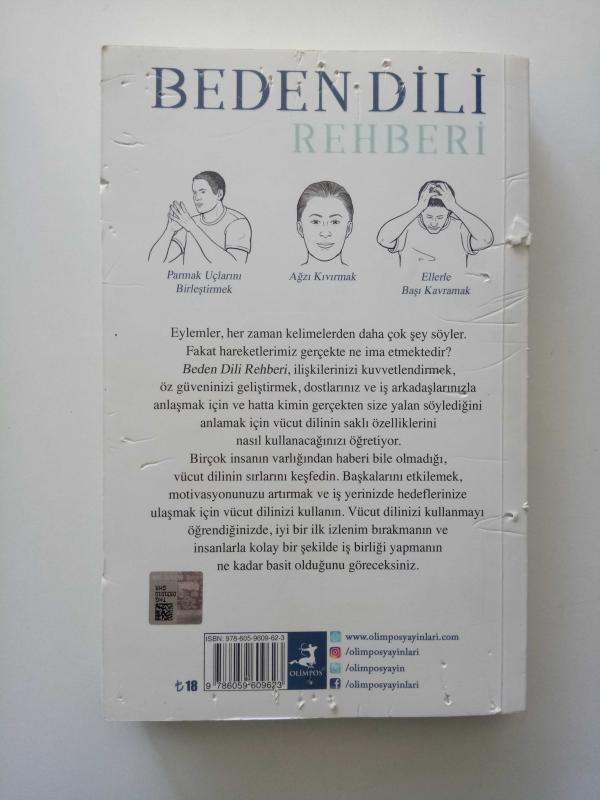 BEDEN DİLİ
REHBERİ
Parmak Uçlarını
Birleştirmek
Ağzı Kıvırmak
Ellerle
Başı Kavramak
Eylemler, her zaman kelimelerden daha çok şey söyler.
Fakat hareketlerimiz gerçekte ne ima etmektedir?
Beden Dili Rehberi, ilişkilerinizi kuvvetlendirmek,
öz güveninizi geliştirmek, dostlarınız ve iş arkadaşlarınızla
anlaşmak için ve hatta kimin gerçekten size yalan söylediğini
anlamak için vücut dilinin saklı özelliklerini
nasıl kullanacağınızı öğretiyor.
Birçok insanın varlığından haberi bile olmadığı,
vücut dilinin sırlarını keşfedin. Başkalarını etkilemek,
motivasyonunuzu artırmak ve iş yerinizde hedeflerinize
ulaşmak için vücut dilinizi kullanın. Vücut dilinizi kullanmayı
öğrendiğinizde, iyi bir ilk izlenim bırakmanın ve
insanlarla kolay bir şekilde iş birliği yapmanın
ne kadar basit olduğunu göreceksiniz.
ISBN: 978-605-9609-62-3
9 786059 609623
₺18
OLİMPOS
www.olimposyayinlari.com
/olimposyayinlari
/olimposyayin
/olimposyayinlari